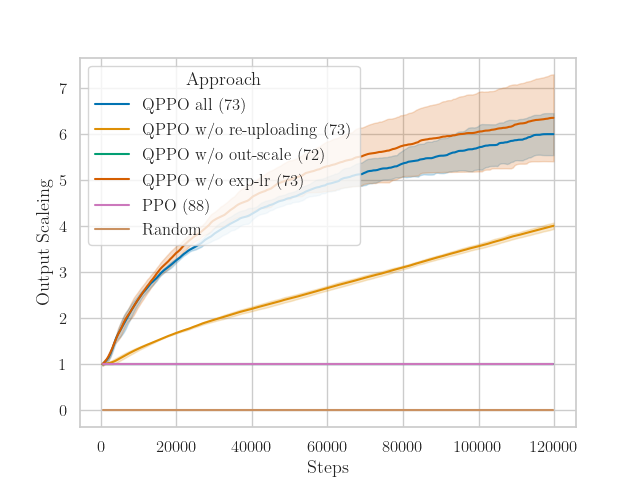 Approach
QPPO all (73)
QPPO w/o re-uploading (73)
QPPO w/o out-scale (72)
QPPO w/o exp-lr (73)
PPO (88)
Random
Output Scaleing
7
6
5
4
3
2
1
0
0 20000 40000 60000 80000 100000 120000
Steps